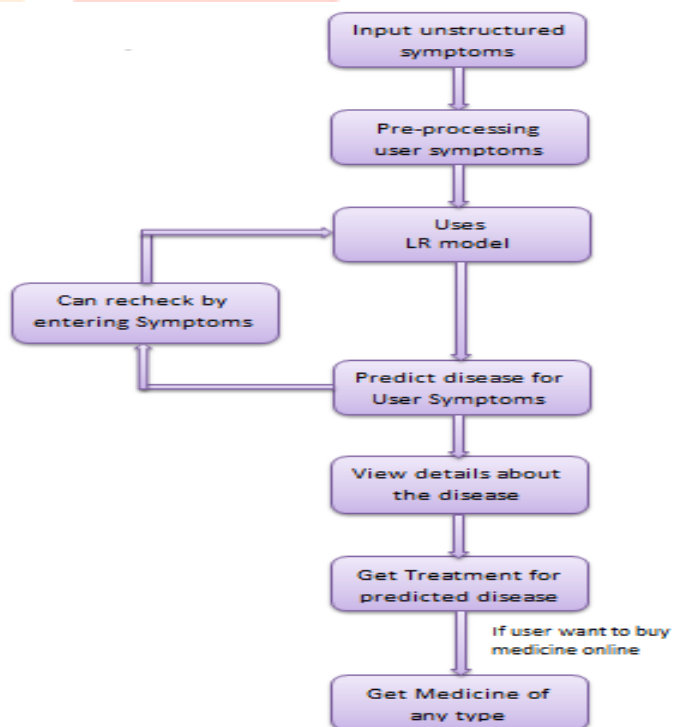 Input unstructured
symptoms
Pre-processing
user symptoms
Uses
LR model
Can recheck by
entering Symptoms
Predict disease for
User Symptoms
View details about
the disease
Get Treatment for
predicted disease
If user want to buy
medicine online
Get Medicine of
any type